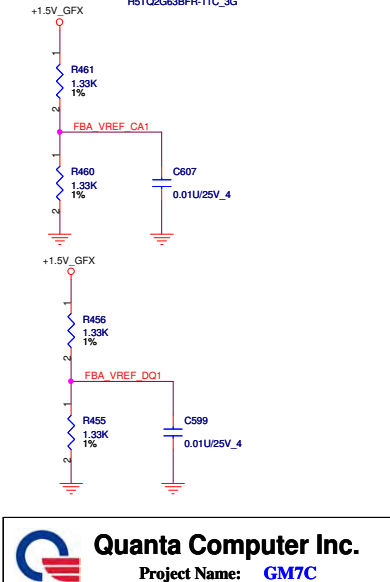 H5TQ2G63BFR-11C_3G
+1.5V_GFX
1
R461
1.33K
1%
2
FBA_VREF_CA1
1
R460
1.33K
1%
2
C607
0.01U/25V_4
+1.5V_GFX
1
R456
1.33K
1%
2
FBA_VREF_DQ1
1
R455
1.33K
1%
2
C599
0.01U/25V_4
Quanta Computer Inc.
Project Name: GM7C